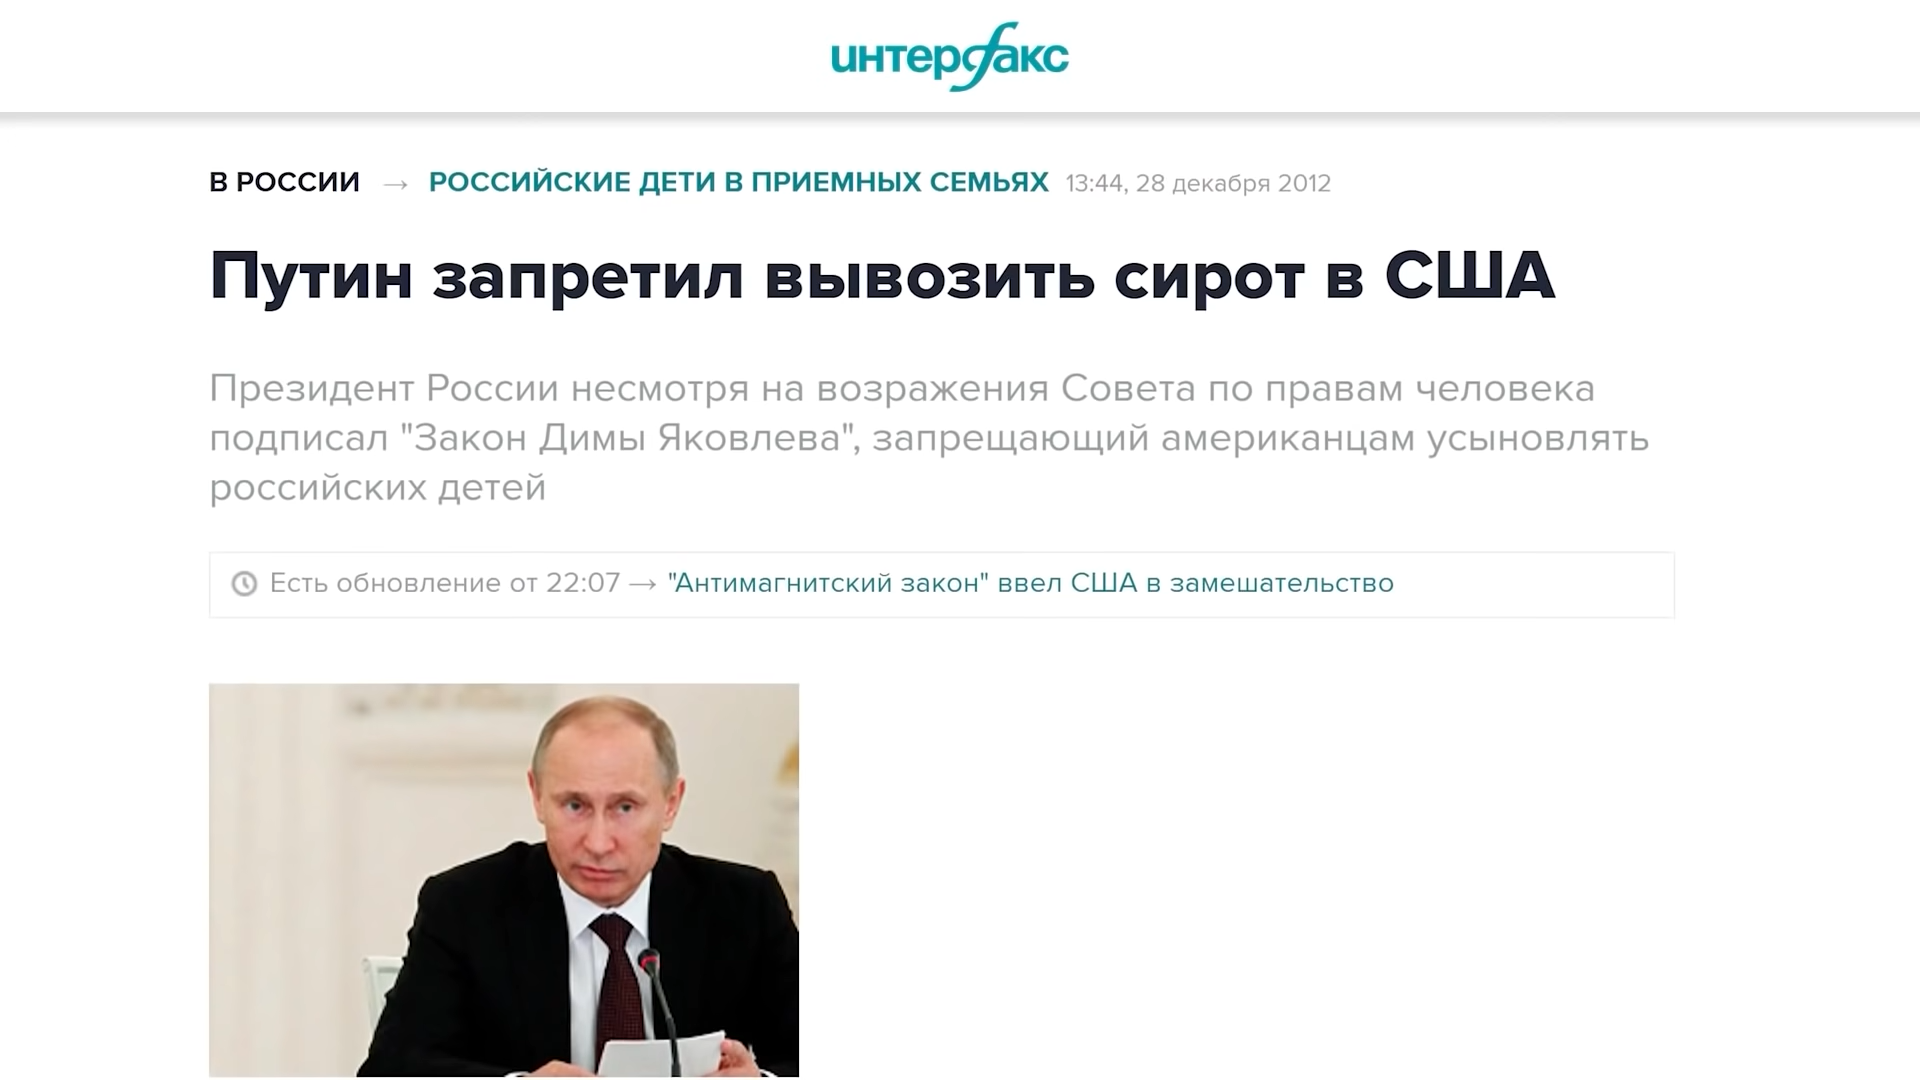 интерфакс
В РОССИИ → РОССИЙСКИЕ ДЕТИ В ПРИЕМНЫХ СЕМЬЯХ 13:44, 28 декабря 2012
Путин запретил вывозить сирот в США
Президент России несмотря на возражения Совета по правам человека
подписал "Закон Димы Яковлева", запрещающий американцам усыновлять
российских детей
Есть обновление от 22:07 → "Антимагнитский закон" ввел США в замешательство